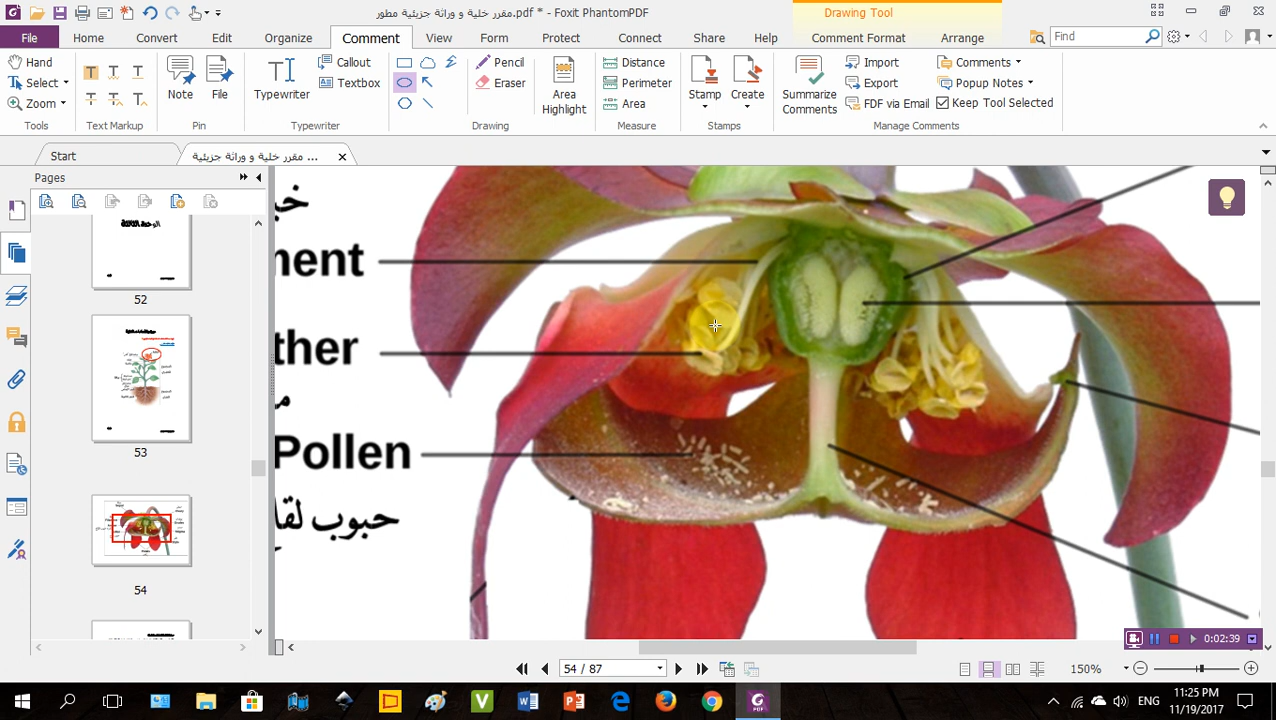 مقرر خلية و وراثة جزيئية مطور.pdf * - Foxit PhantomPDF
Drawing Tool
File Home Convert Edit Organize Comment View Form Protect Connect Share Help Comment Format Arrange Find
Hand
Select
Zoom
Tools
T T T
Text Markup
Note File
Pin
Typewriter
Callout
Textbox
Typewriter
Pencil
Eraser
Area Highlight
Drawing
Distance
Perimeter
Area
Measure
Stamp Create
Stamps
Summarize Comments
Import
Export
FDF via Email
Comments
Popup Notes
Keep Tool Selected
Manage Comments
Start
مقرر خلية و وراثة جزيئية ...
Pages
52
53
54
ment
ther
Pollen
حبوب لقا
54 / 87
150%
0:02:39
ENG
11:25 PM
11/19/2017